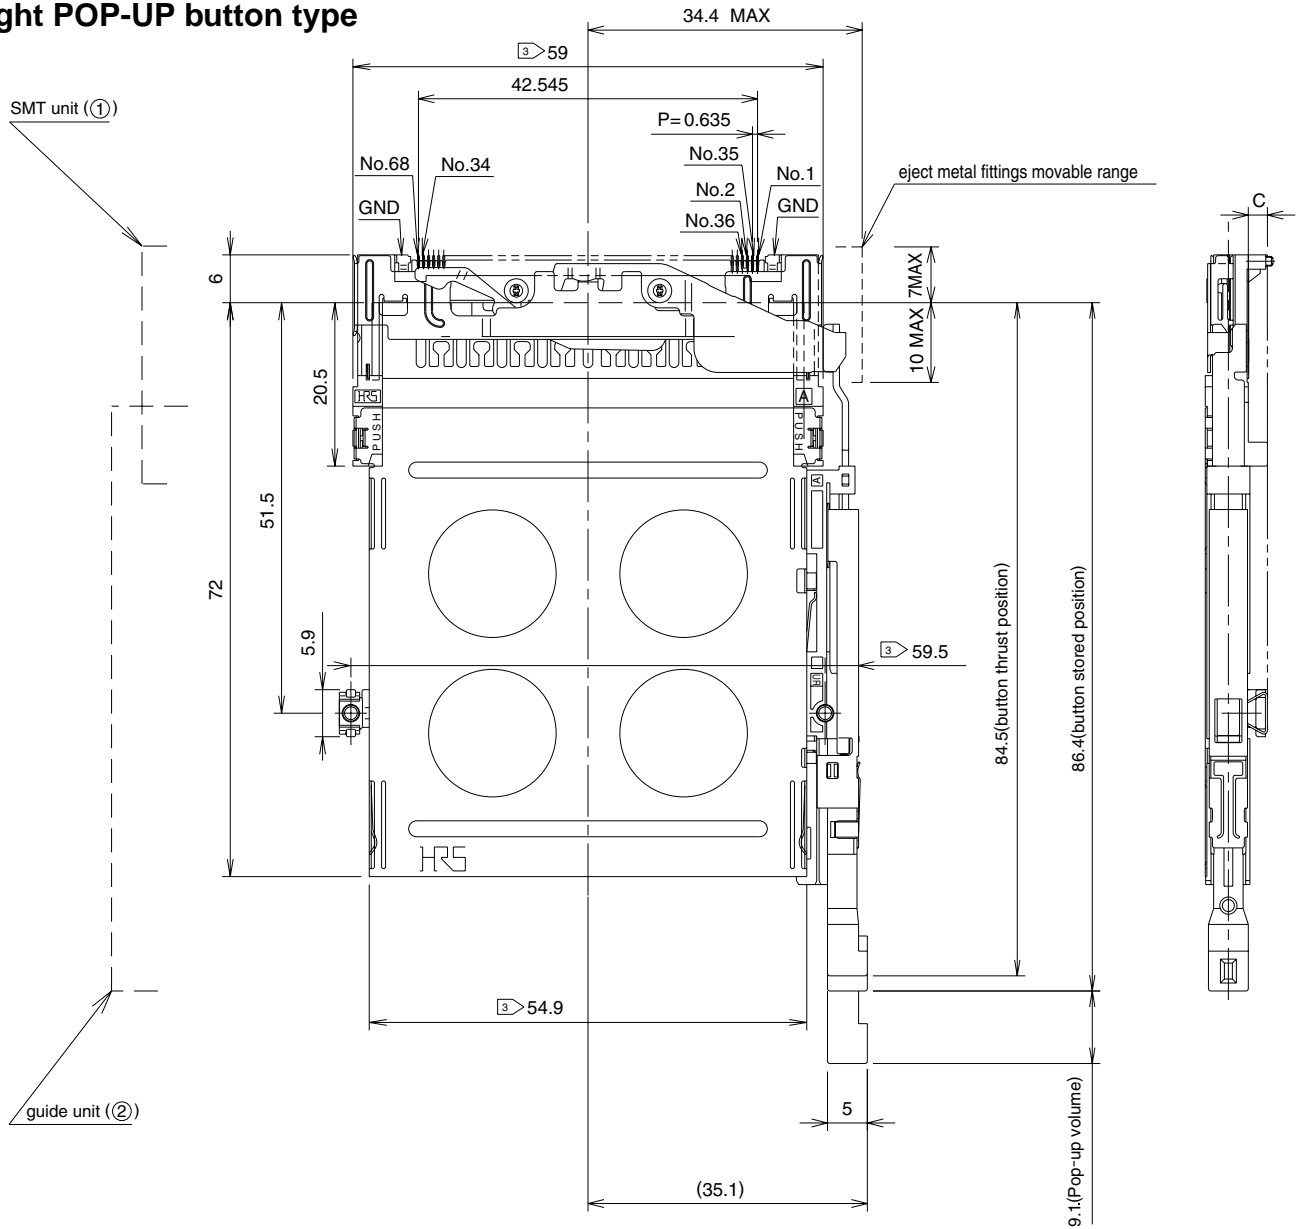 ght POP-UP button type
34.4 MAX
3 59
42.545
SMT unit (①)
P=0.635
No.68 No.34
No.35
No.2
No.1
GND
No.36
GND
eject metal fittings movable range
C
6
7MAX
10 MAX
20.5
HRS
A
PUSH
PUSH
A
51.5
72
5.9
3 59.5
UR
84.5(button thrust position)
86.4(button stored position)
HRS
3 54.9
guide unit (②)
5
(35.1)
9.1(Pop-up volume)